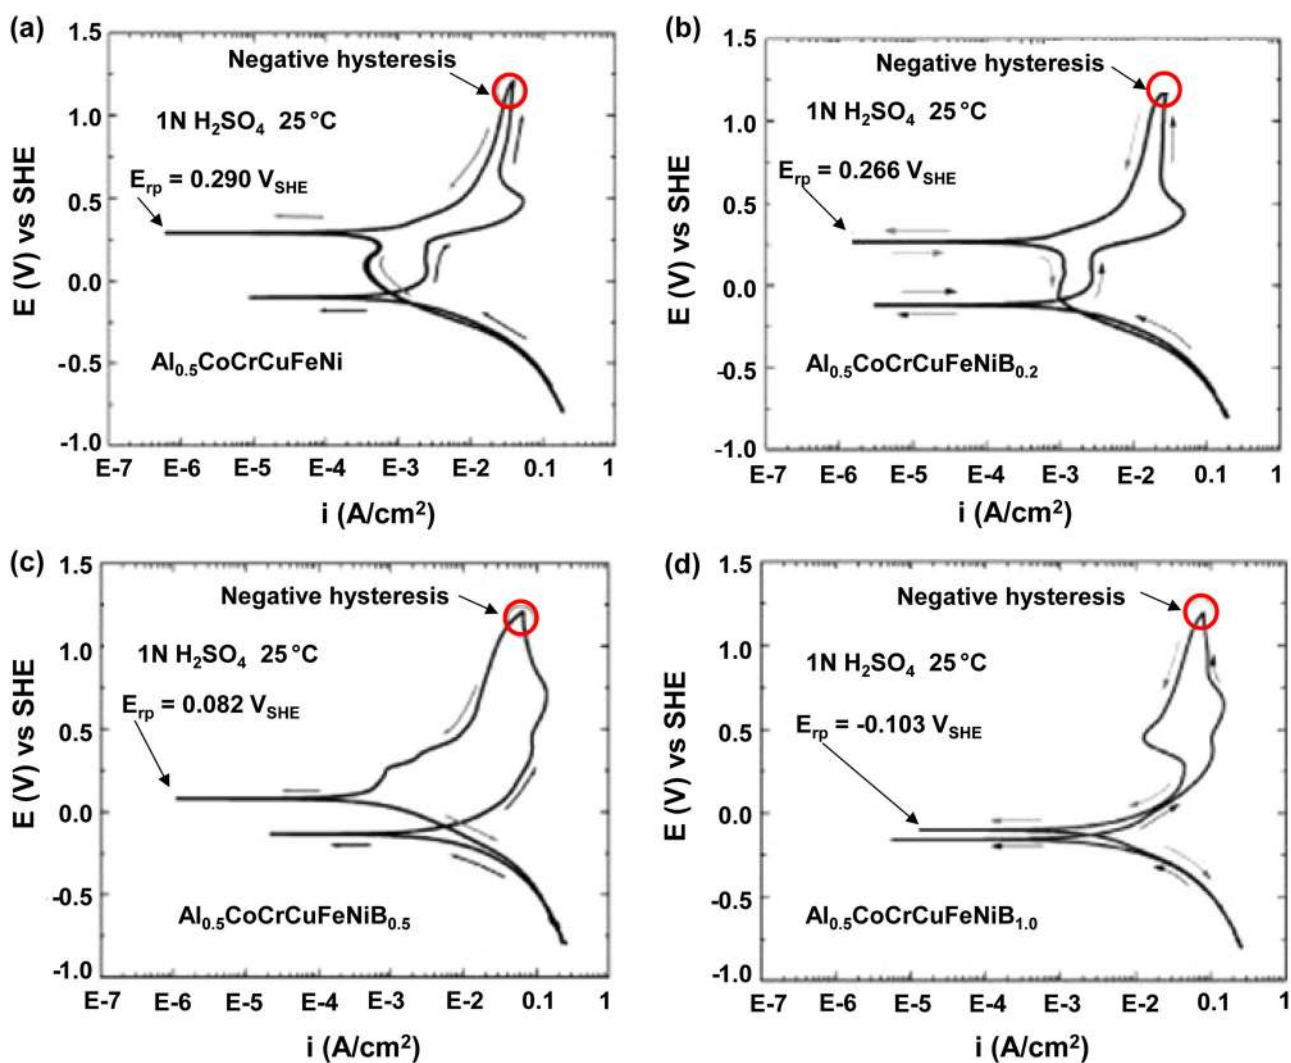 (a)
1.5
1.0
0.5
0.0
-0.5
-1.0
E (V) vs SHE
Negative hysteresis
1N H₂SO₄ 25 °C
Eᵣₚ = 0.290 V_SHE
Al₀.₅CoCrCuFeNi
E-7 E-6 E-5 E-4 E-3 E-2 0.1 1
i (A/cm²)
(b)
1.5
1.0
0.5
0.0
-0.5
-1.0
E (V) vs SHE
Negative hysteresis
1N H₂SO₄ 25 °C
Eᵣₚ = 0.266 V_SHE
Al₀.₅CoCrCuFeNiB₀.₂
E-7 E-6 E-5 E-4 E-3 E-2 0.1 1
i (A/cm²)
(c)
1.5
1.0
0.5
0.0
-0.5
-1.0
E (V) vs SHE
Negative hysteresis
1N H₂SO₄ 25 °C
Eᵣₚ = 0.082 V_SHE
Al₀.₅CoCrCuFeNiB₀.₅
E-7 E-6 E-5 E-4 E-3 E-2 0.1 1
i (A/cm²)
(d)
1.5
1.0
0.5
0.0
-0.5
-1.0
E (V) vs SHE
Negative hysteresis
1N H₂SO₄ 25 °C
Eᵣₚ = -0.103 V_SHE
Al₀.₅CoCrCuFeNiB₁.₀
E-7 E-6 E-5 E-4 E-3 E-2 0.1 1
i (A/cm²)